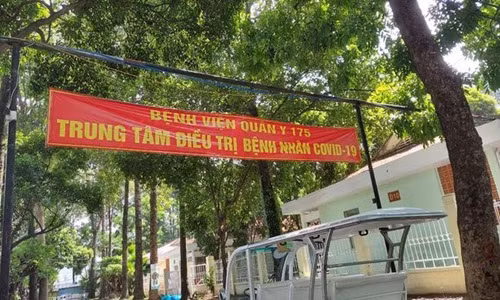 BỆNH VIỆN QUÂN Y 175
TRUNG TÂM ĐIỀU TRỊ BỆNH NHÂN COVID-19